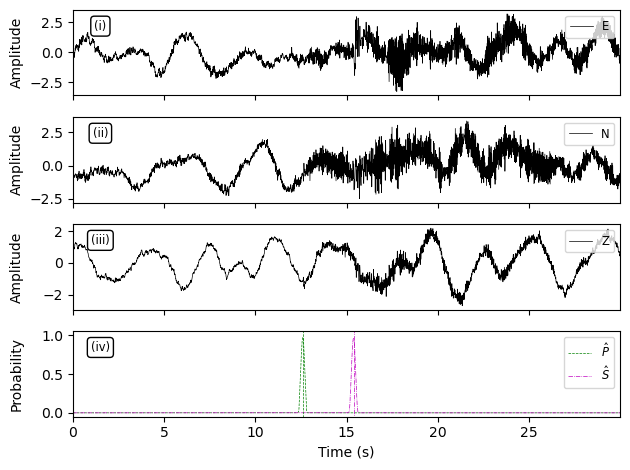 2.5
0.0
−2.5
Amplitude
(i)
E
2.5
0.0
−2.5
Amplitude
(ii)
N
2
0
−2
Amplitude
(iii)
Z
1.0
0.5
0.0
Probability
(iv)
P̂
Ŝ
0
5
10
15
20
25
Time (s)